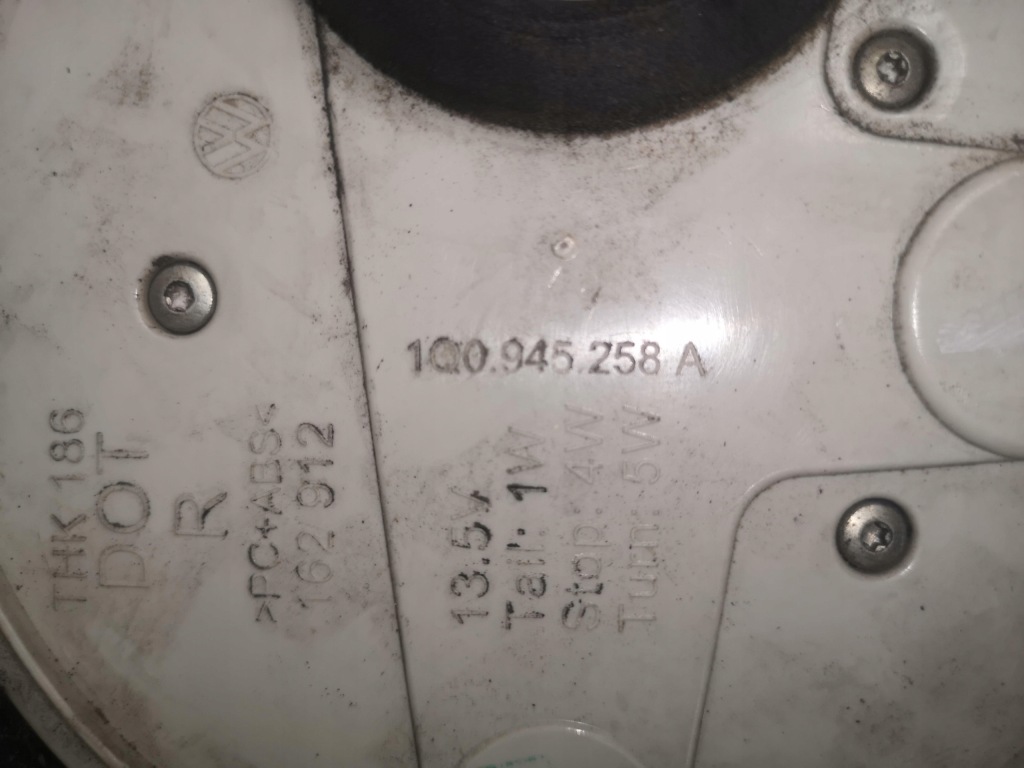 1Q0.945.258 A
THK 186
DOT
R
>PC+ABS<
162 912
13.5V
Tail: 1W
Stop: 4W
Turn: 5W